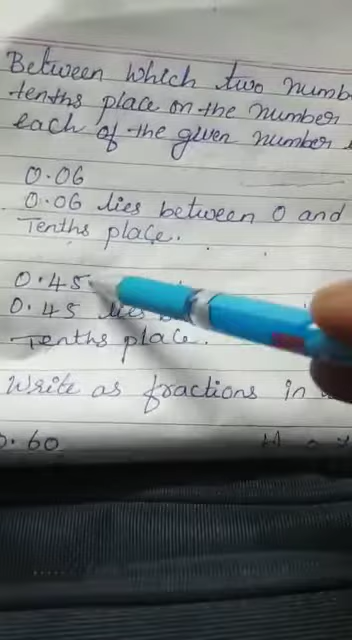 Between which two numb
tenths place on the number
each of the given number
0.06
0.06 lies between 0 and
Tenths place.
0.45
0.45 lies
Tenths place.
Write as fractions in
0.60